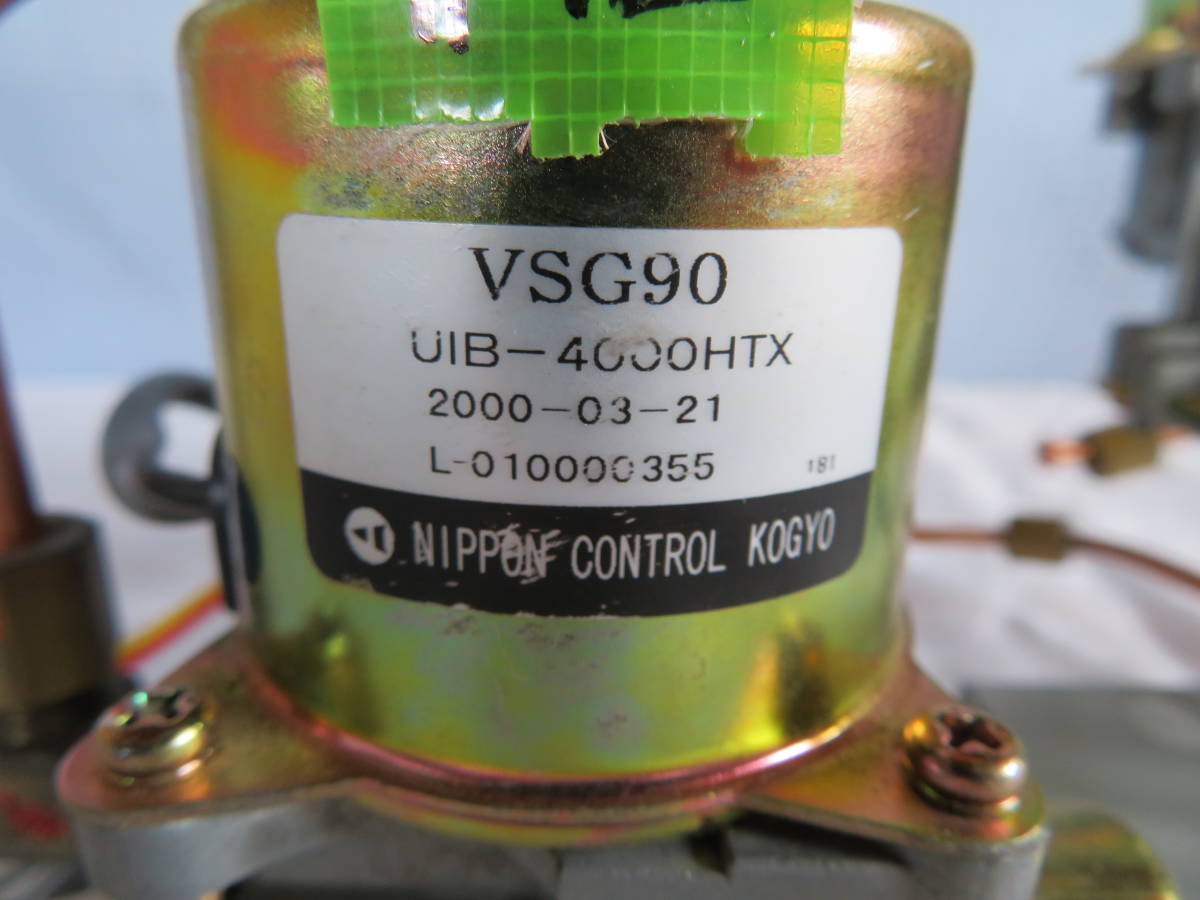 VSG90
UIB-4000HTX
2000-03-21
L-010000355 181
NIPPON CONTROL KOGYO